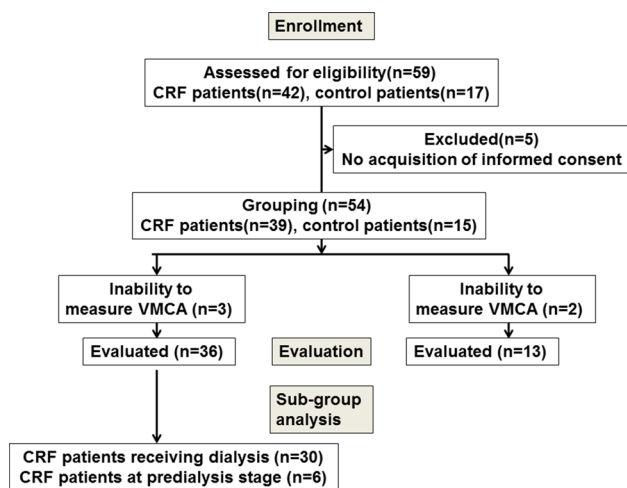 Enrollment
Assessed for eligibility(n=59)
CRF patients(n=42), control patients(n=17)
Excluded(n=5)
No acquisition of informed consent
Grouping (n=54)
CRF patients(n=39), control patients(n=15)
Inability to
measure VMCA (n=3)
Inability to
measure VMCA (n=2)
Evaluated (n=36)
Evaluation
Evaluated (n=13)
Sub-group
analysis
CRF patients receiving dialysis (n=30)
CRF patients at predialysis stage (n=6)